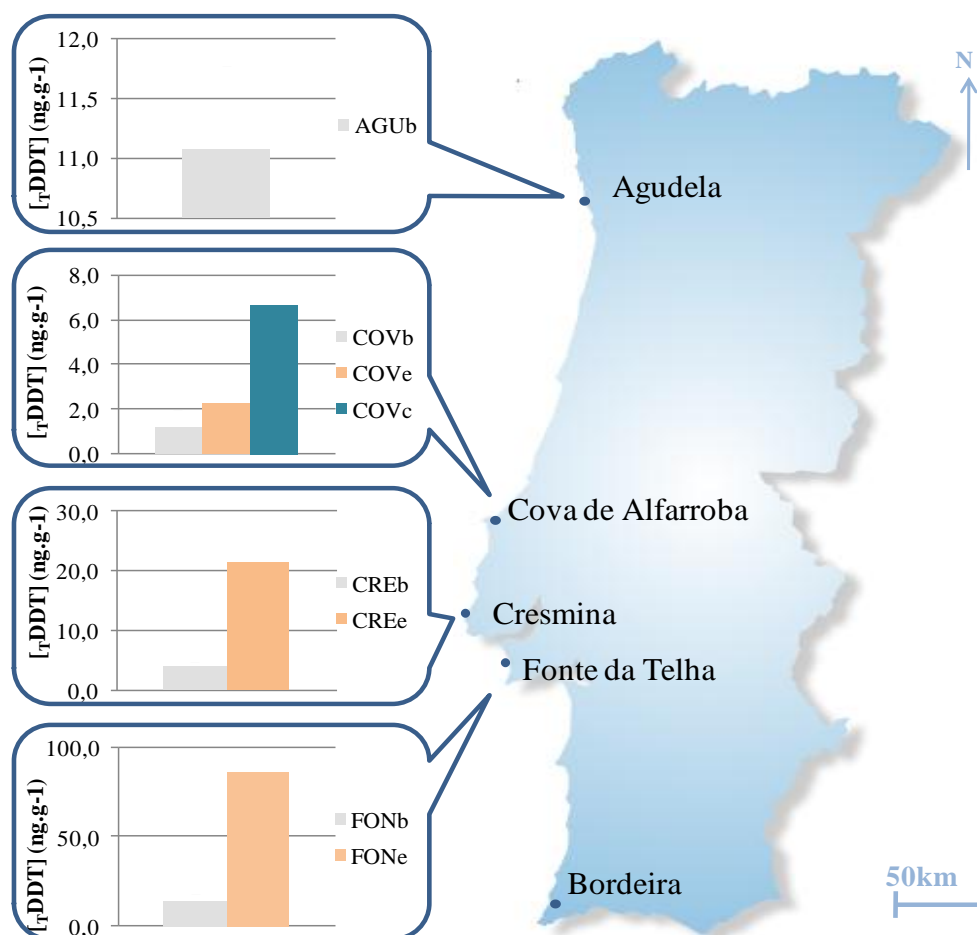 12,0
11,5
11,0
10,5
[TDDT] (ng.g-1)
AGUb
8,0
6,0
4,0
2,0
0,0
[TDDT] (ng.g-1)
COVb
COVe
COVc
30,0
20,0
10,0
0,0
[TDDT] (ng.g-1)
CREb
CREe
100,0
50,0
0,0
[TDDT] (ng.g-1)
FONb
FONe
N
Agudela
Cova de Alfarroba
Cresmina
Fonte da Telha
Bordeira
50km